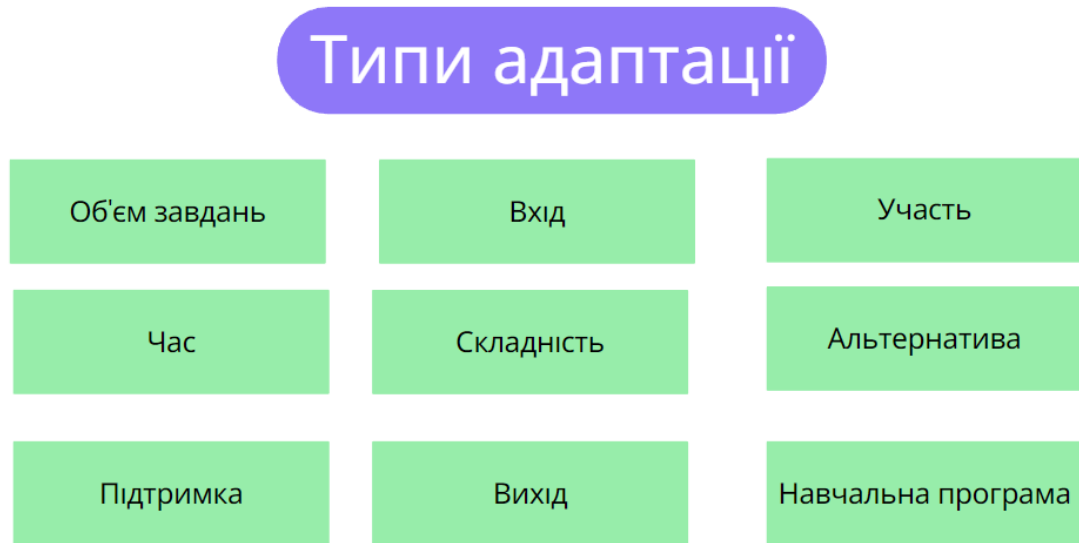 Типи адаптації
Об'єм завдань
Вхід
Участь
Час
Складність
Альтернатива
Підтримка
Вихід
Навчальна програма